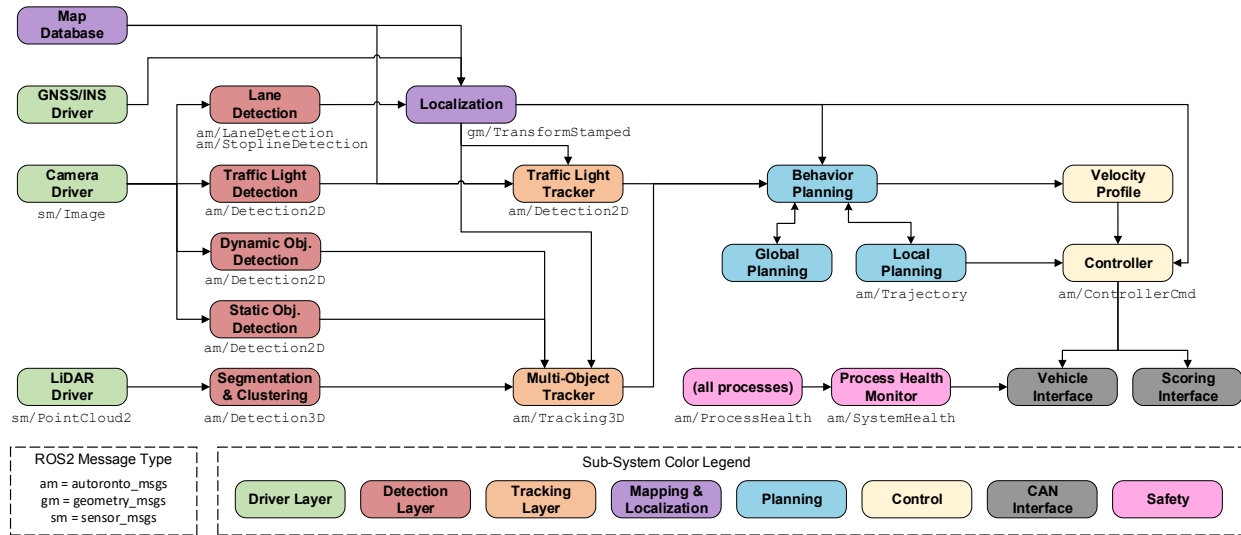 Map
Database
GNSS/INS
Driver
Lane
Detection
am/LaneDetection
am/StoplineDetection
Localization
gm/TransformStamped
Camera
Driver
sm/Image
Traffic Light
Detection
am/Detection2D
Traffic Light
Tracker
am/Detection2D
Behavior
Planning
Velocity
Profile
Dynamic Obj.
Detection
am/Detection2D
Global
Planning
Local
Planning
am/Trajectory
Controller
am/ControllerCmd
Static Obj.
Detection
am/Detection2D
LiDAR
Driver
sm/PointCloud2
Segmentation
& Clustering
am/Detection3D
Multi-Object
Tracker
am/Tracking3D
(all processes)
am/ProcessHealth
Process Health
Monitor
am/SystemHealth
Vehicle
Interface
Scoring
Interface
ROS2 Message Type
am = autoronto_msgs
gm = geometry_msgs
sm = sensor_msgs
Sub-System Color Legend
Driver Layer
Detection
Layer
Tracking
Layer
Mapping &
Localization
Planning
Control
CAN
Interface
Safety